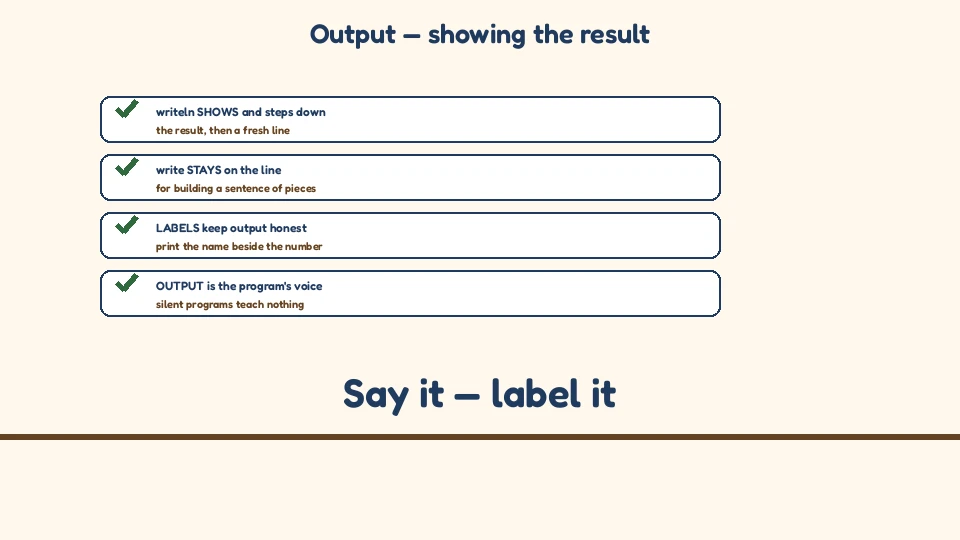 Output — showing the result
writeln SHOWS and steps down
the result, then a fresh line
write STAYS on the line
for building a sentence of pieces
LABELS keep output honest
print the name beside the number
OUTPUT is the program's voice
silent programs teach nothing
Say it — label it